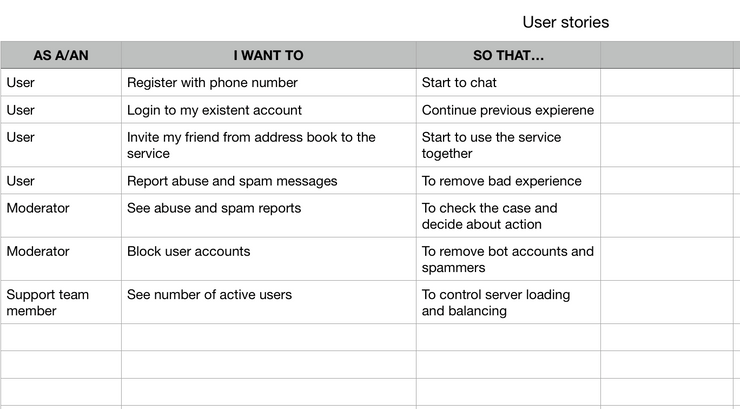 User stories
AS A/AN I WANT TO SO THAT…
User Register with phone number Start to chat
User Login to my existent account Continue previous expierene
User Invite my friend from address book to the Start to use the service
service together
User Report abuse and spam messages To remove bad experience
Moderator See abuse and spam reports To check the case and
decide about action
Moderator Block user accounts To remove bot accounts and
spammers
Support team See number of active users To control server loading
member and balancing